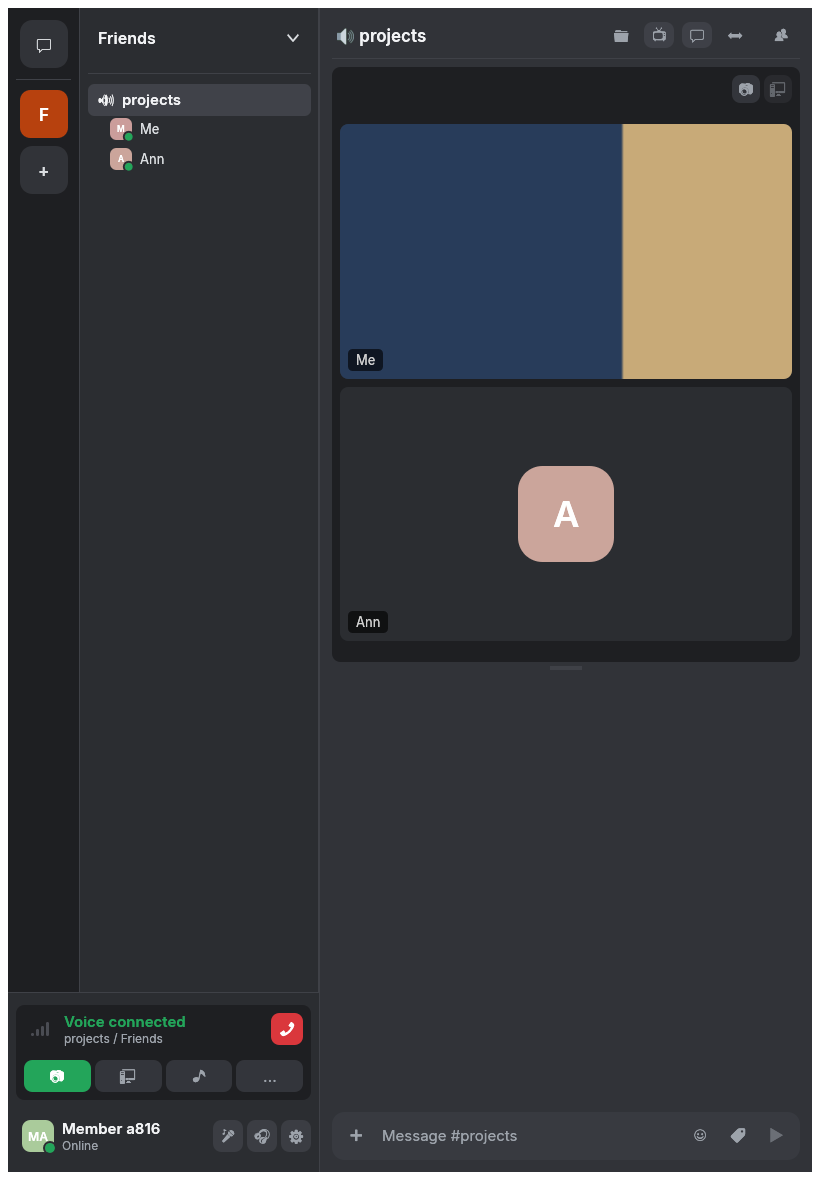 Friends
F
+
projects
M
Me
A
Ann
projects
Me
A
Ann
Voice connected
projects / Friends
...
MA
Member a816
Online
+
Message #projects